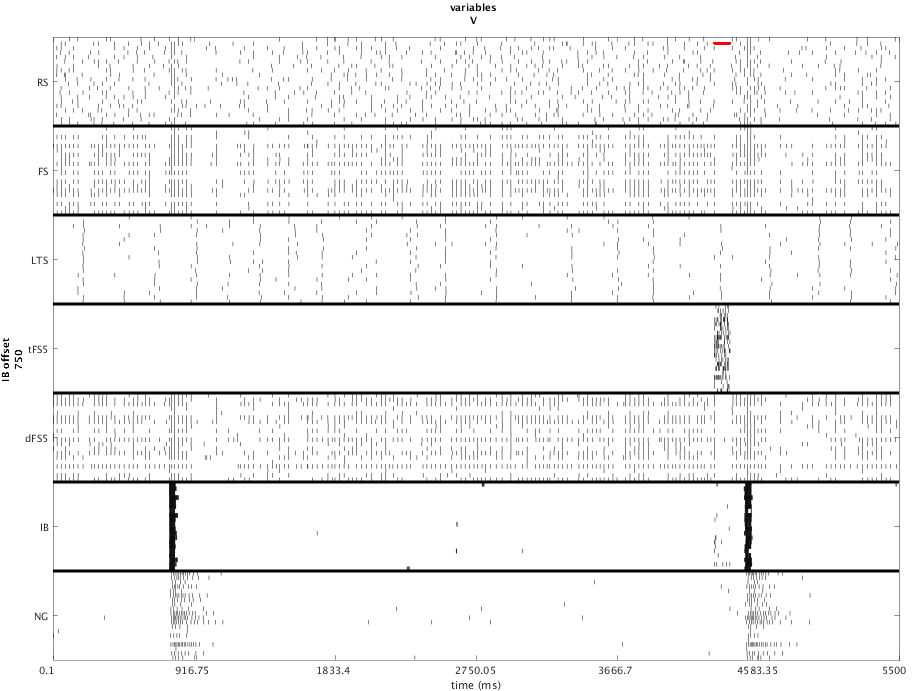 variables
V
RS
FS
LTS
tFS5
IB offset
750
dFS5
IB
NG
0.1
916.75
1833.4
2750.05
3666.7
4583.35
5500
time (ms)